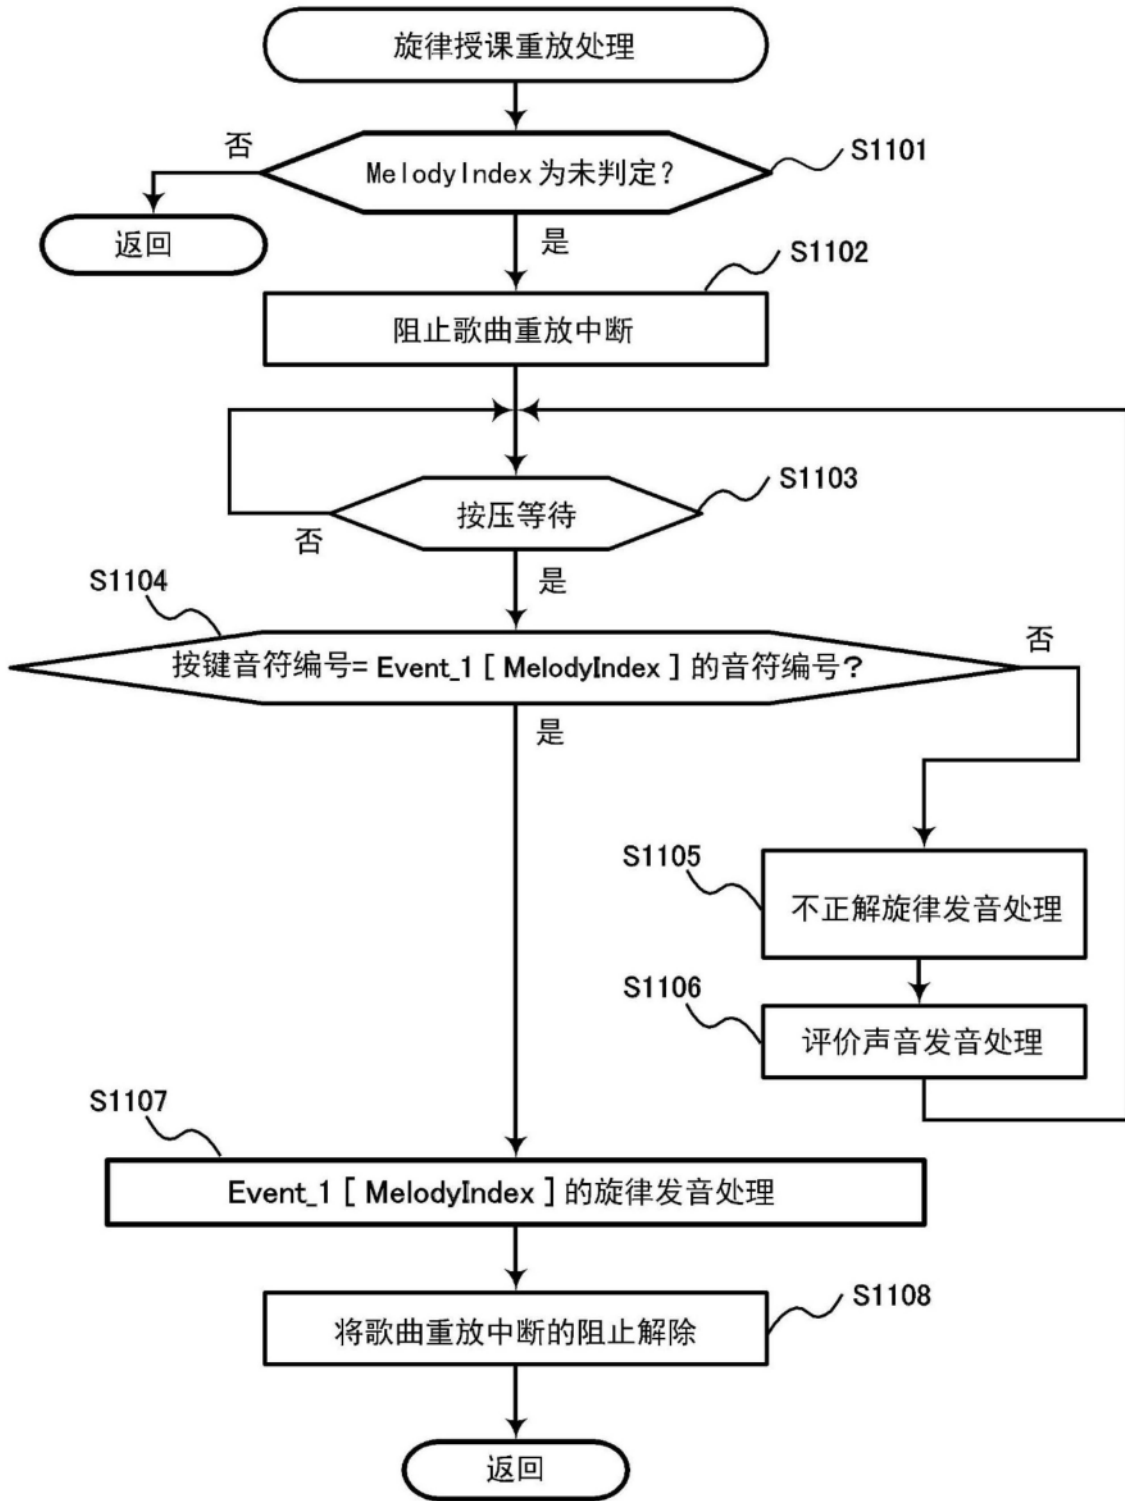 旋律授课重放处理
否
MelodyIndex为未判定?
S1101
返回
是
S1102
阻止歌曲重放中断
S1103
按压等待
否
是
S1104
按键音符编号=Event_1[MelodyIndex]的音符编号?
否
是
S1105
不正解旋律发音处理
S1106
评价声音发音处理
S1107
Event_1[MelodyIndex]的旋律发音处理
S1108
将歌曲重放中断的阻止解除
返回